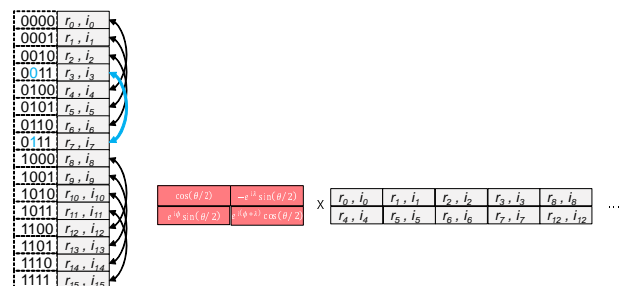 0000 r0 , i0
0001 r1 , i1
0010 r2 , i2
0011 r3 , i3
0100 r4 , i4
0101 r5 , i5
0110 r6 , i6
0111 r7 , i7
1000 r8 , i8
1001 r9 , i9
1010 r10 , i10
1011 r11 , i11
1100 r12 , i12
1101 r13 , i13
1110 r14 , i14
1111 r15 , i15
cos(θ/2) −e^{iλ} sin(θ/2)
e^{iϕ} sin(θ/2) e^{i(ϕ+λ)} cos(θ/2)
X
r0 , i0 r1 , i1 r2 , i2 r3 , i3 r8 , i8
r4 , i4 r5 , i5 r6 , i6 r7 , i7 r12 , i12
...